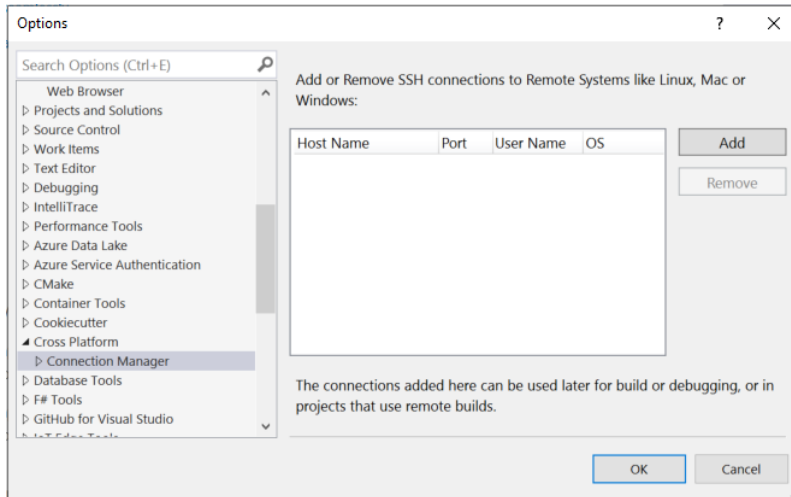 Options
?
Search Options (Ctrl+E)
Web Browser
Projects and Solutions
Source Control
Work Items
Text Editor
Debugging
IntelliTrace
Performance Tools
Azure Data Lake
Azure Service Authentication
CMake
Container Tools
Cookiecutter
Cross Platform
Connection Manager
Database Tools
F# Tools
GitHub for Visual Studio
Add or Remove SSH connections to Remote Systems like Linux, Mac or
Windows:
Host Name Port User Name OS
Add
Remove
The connections added here can be used later for build or debugging, or in
projects that use remote builds.
OK Cancel